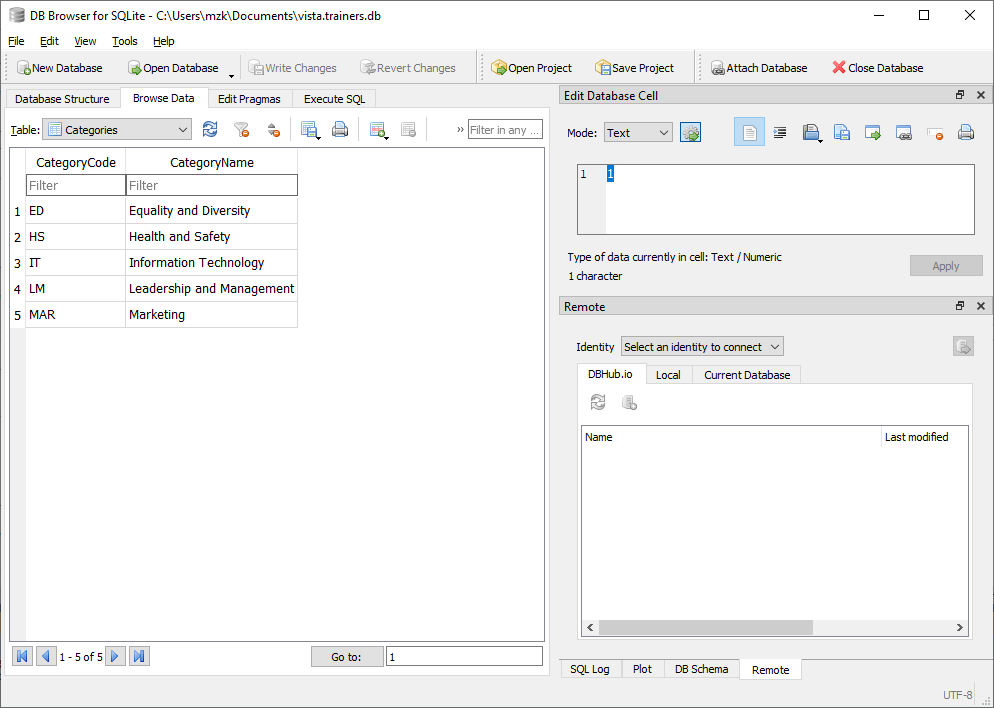 DB Browser for SQLite - C:\Users\mzk\Documents\vista.trainers.db
File Edit View Tools Help
New Database Open Database Write Changes Revert Changes Open Project Save Project Attach Database Close Database
Database Structure Browse Data Edit Pragmas Execute SQL
Table: Categories » Filter in any ...
CategoryCode CategoryName
Filter Filter
1 ED Equality and Diversity
2 HS Health and Safety
3 IT Information Technology
4 LM Leadership and Management
5 MAR Marketing
1 - 5 of 5 Go to: 1
Edit Database Cell
Mode: Text
1 1
Type of data currently in cell: Text / Numeric
1 character
Apply
Remote
Identity Select an identity to connect
DBHub.io Local Current Database
Name Last modified
SQL Log Plot DB Schema Remote
UTF-8